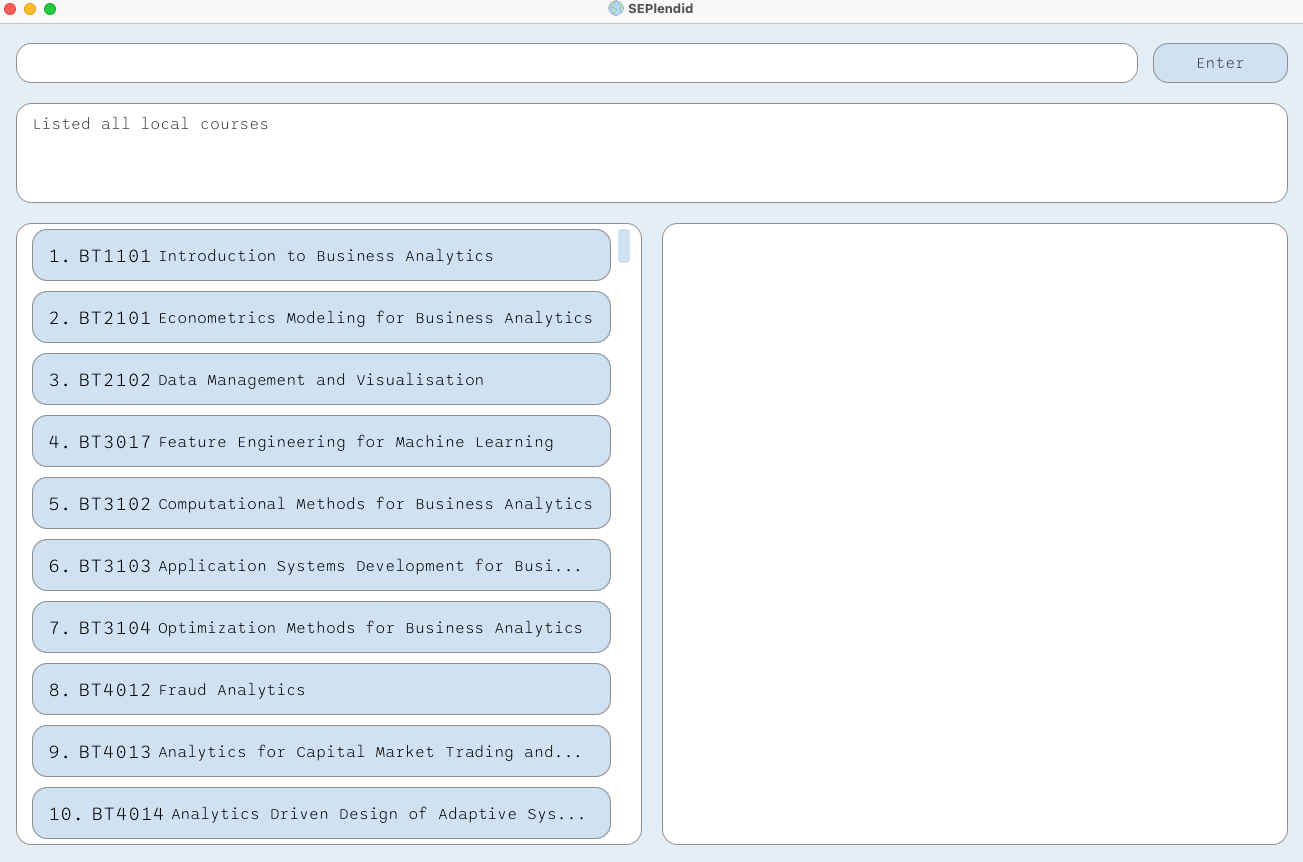 SEPlendid
Enter
Listed all local courses
1. BT1101 Introduction to Business Analytics
2. BT2101 Econometrics Modeling for Business Analytics
3. BT2102 Data Management and Visualisation
4. BT3017 Feature Engineering for Machine Learning
5. BT3102 Computational Methods for Business Analytics
6. BT3103 Application Systems Development for Busi...
7. BT3104 Optimization Methods for Business Analytics
8. BT4012 Fraud Analytics
9. BT4013 Analytics for Capital Market Trading and...
10. BT4014 Analytics Driven Design of Adaptive Sys...